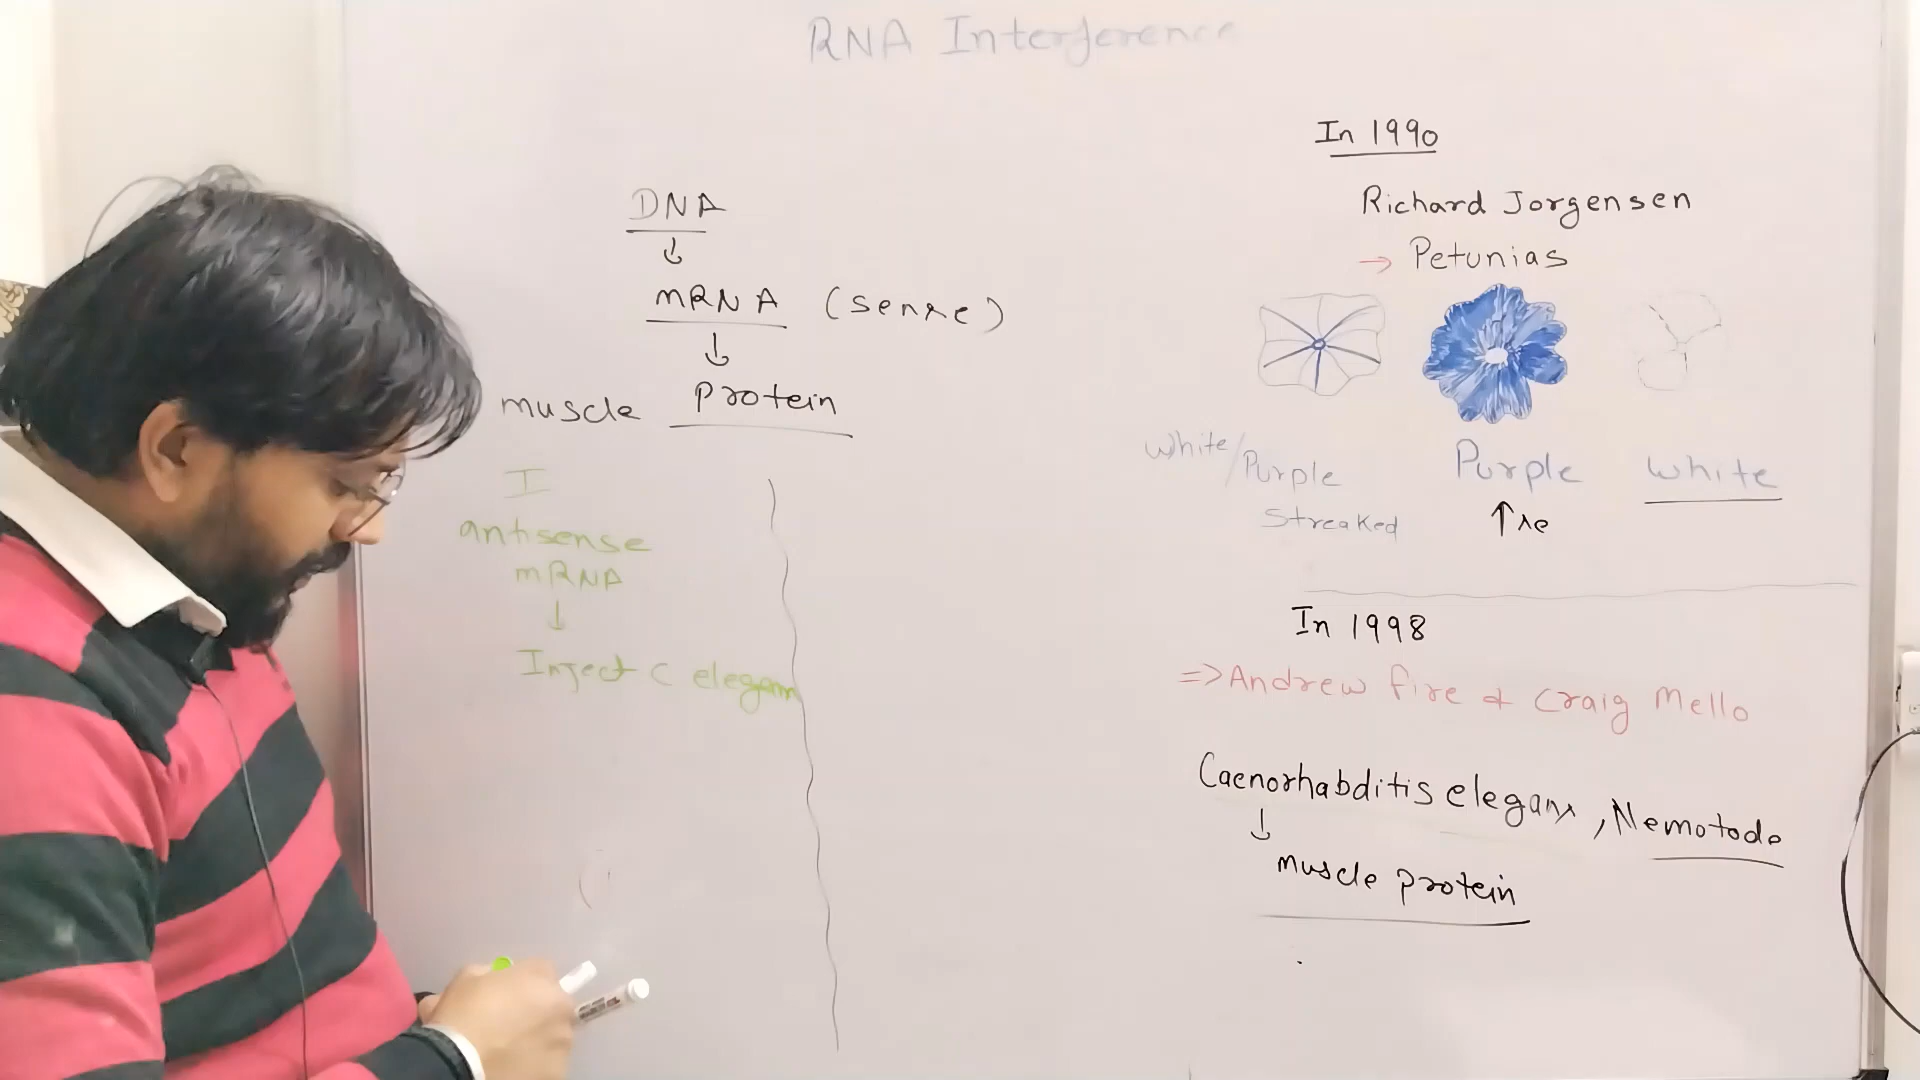 RNA Interference
DNA
mRNA (sense)
muscle protein
I
antisense
mRNA
Inject C elegans
In 1990
Richard Jorgensen
→ Petunias
White/Purple
Streaked
Purple
White
In 1998
=> Andrew fire & Craig Mello
Caenorhabditis elegans, Nemotode
muscle protein